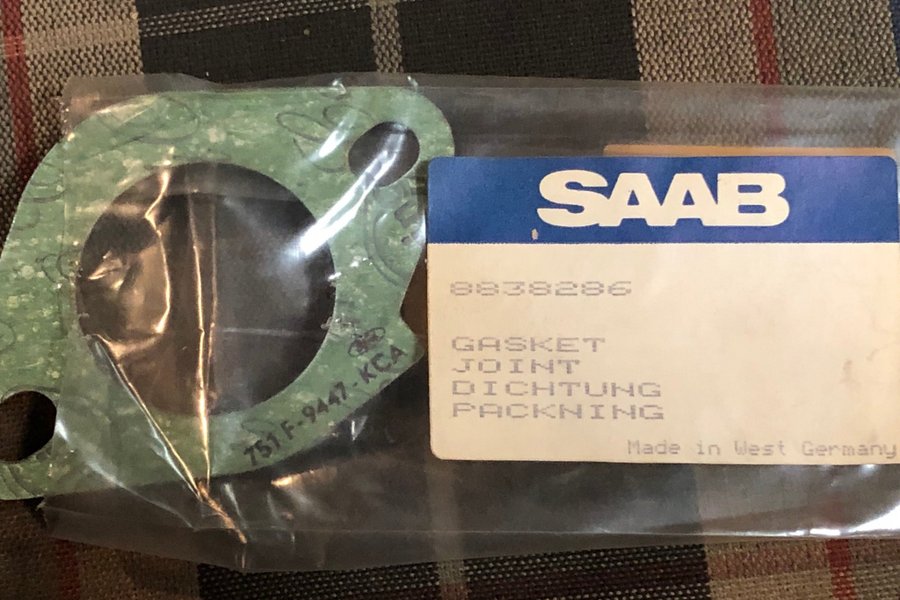 SAAB
8838286
GASKET
JOINT
DICHTUNG
PACKNING
Made in West Germany
751 F-9447-KCA